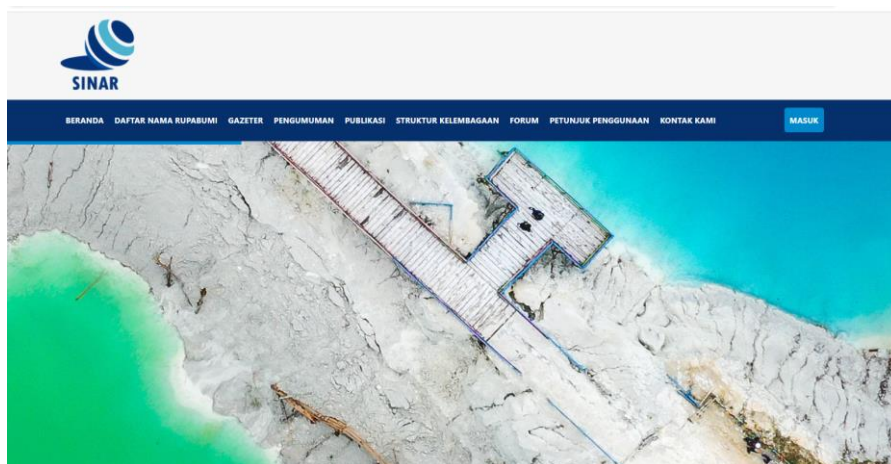 SINAR
BERANDA DAFTAR NAMA RUPABUMI GAZETER PENGUMUMAN PUBLIKASI STRUKTUR KELEMBAGAAN FORUM PETUNJUK PENGGUNAAN KONTAK KAMI MASUK